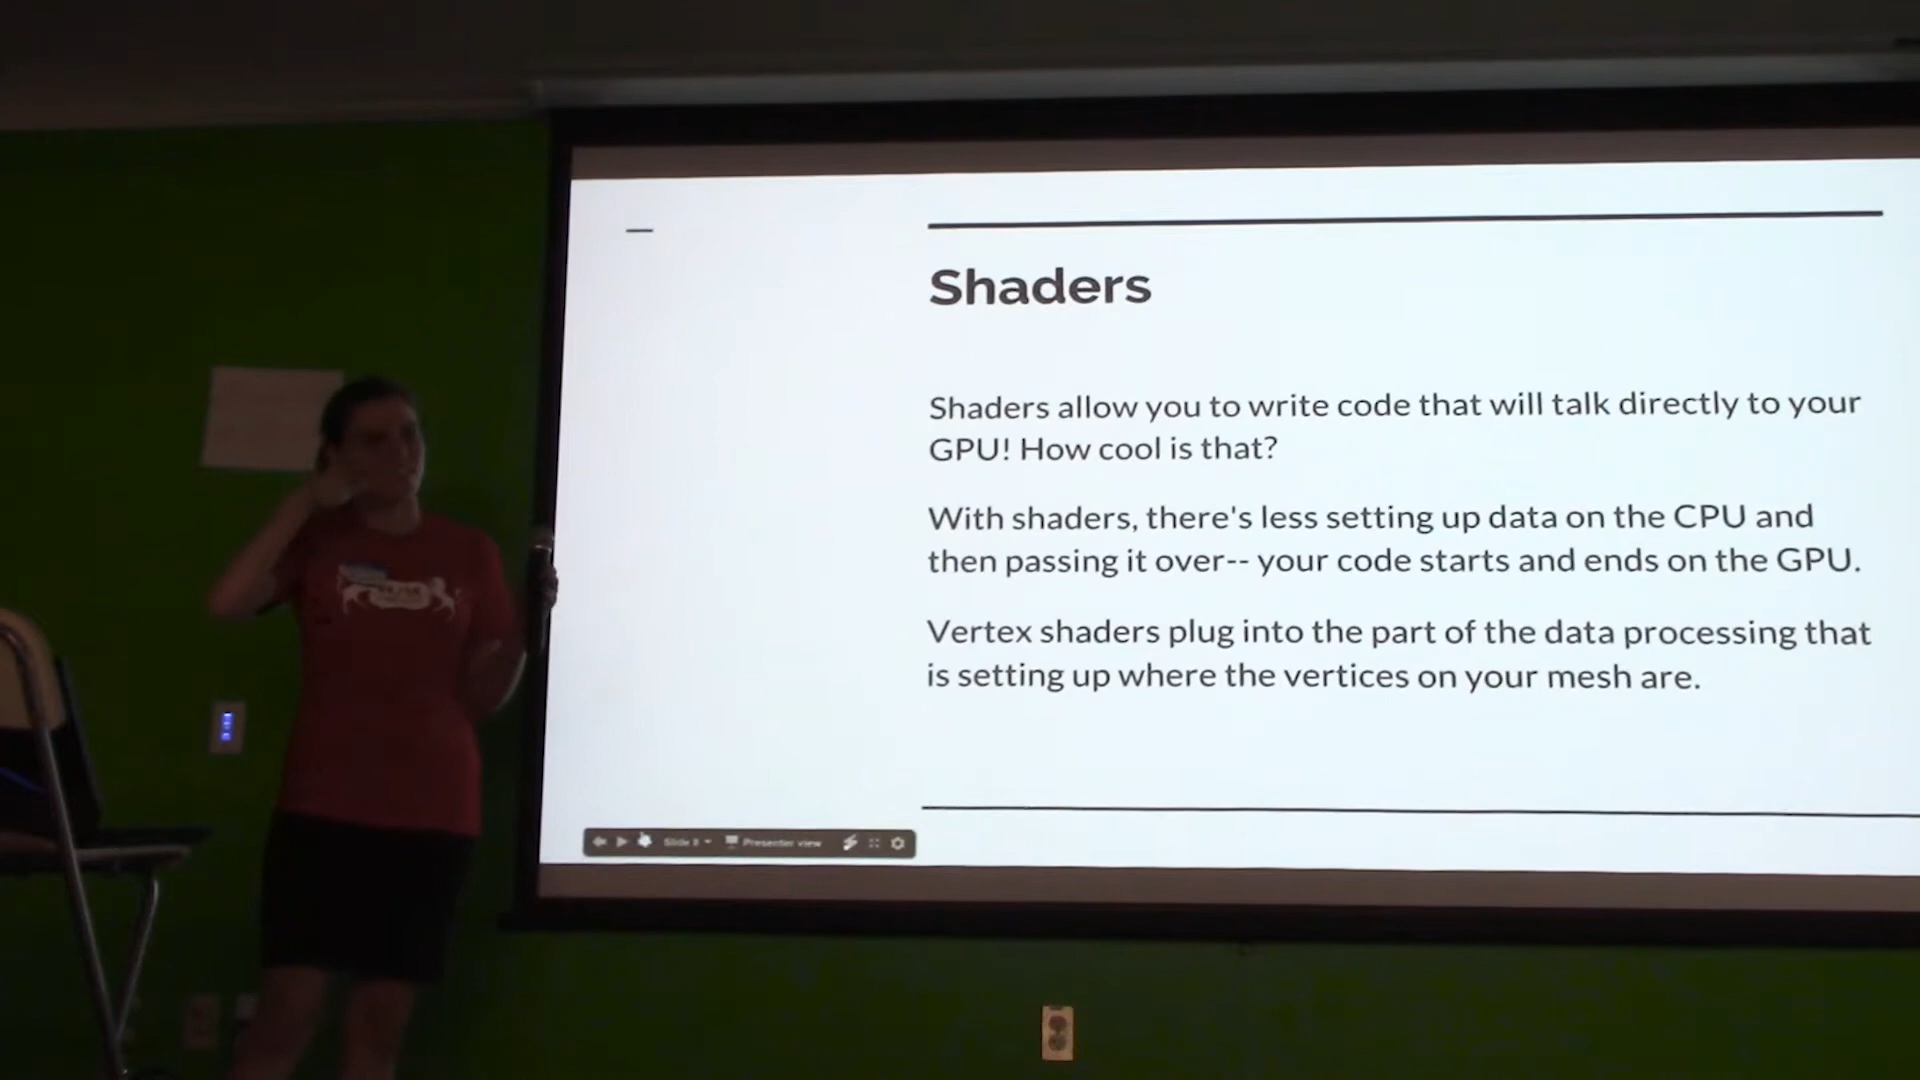 Shaders
Shaders allow you to write code that will talk directly to your
GPU! How cool is that?
With shaders, there's less setting up data on the CPU and
then passing it over-- your code starts and ends on the GPU.
Vertex shaders plug into the part of the data processing that
is setting up where the vertices on your mesh are.
Slide 8 Presenter view